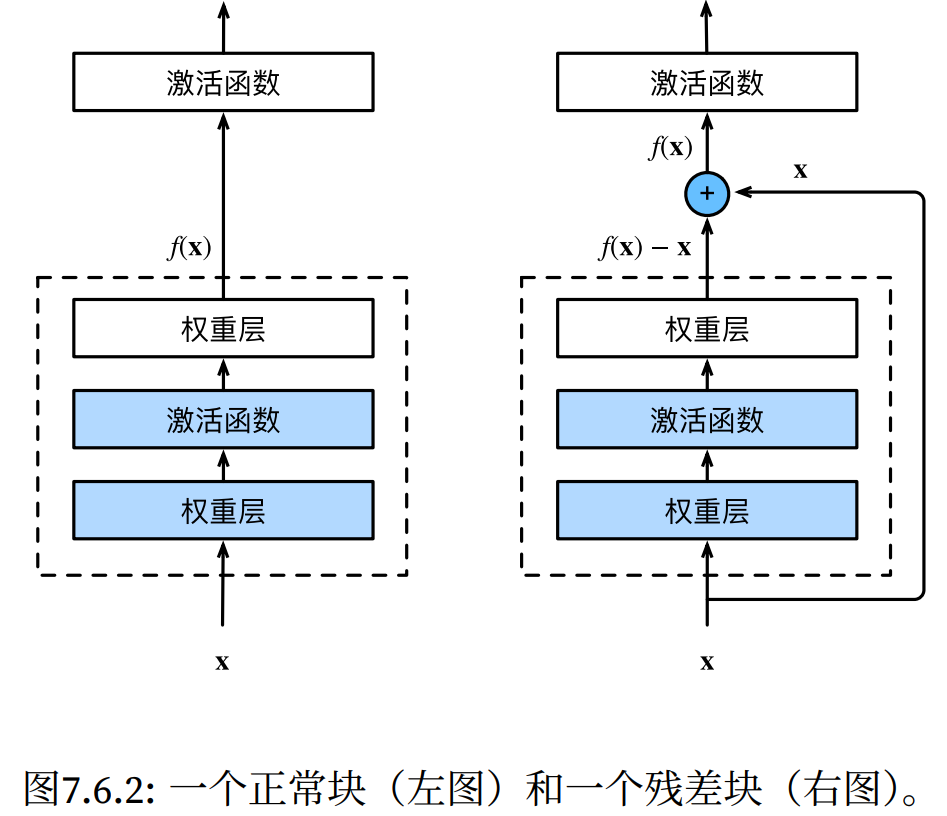 激活函数
f(x)
权重层
激活函数
权重层
x
激活函数
f(x)
x
+
f(x) − x
权重层
激活函数
权重层
x
图7.6.2: 一个正常块（左图）和一个残差块（右图）。